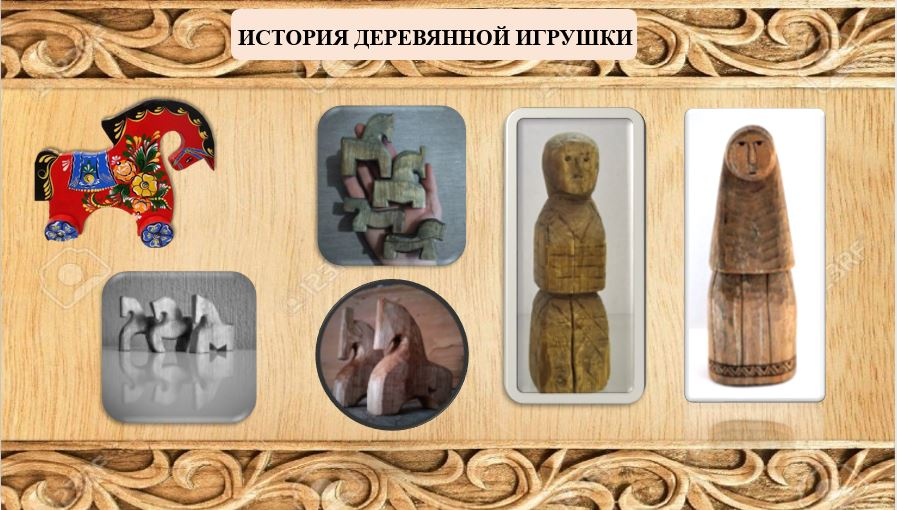 ИСТОРИЯ ДЕРЕВЯННОЙ ИГРУШКИ